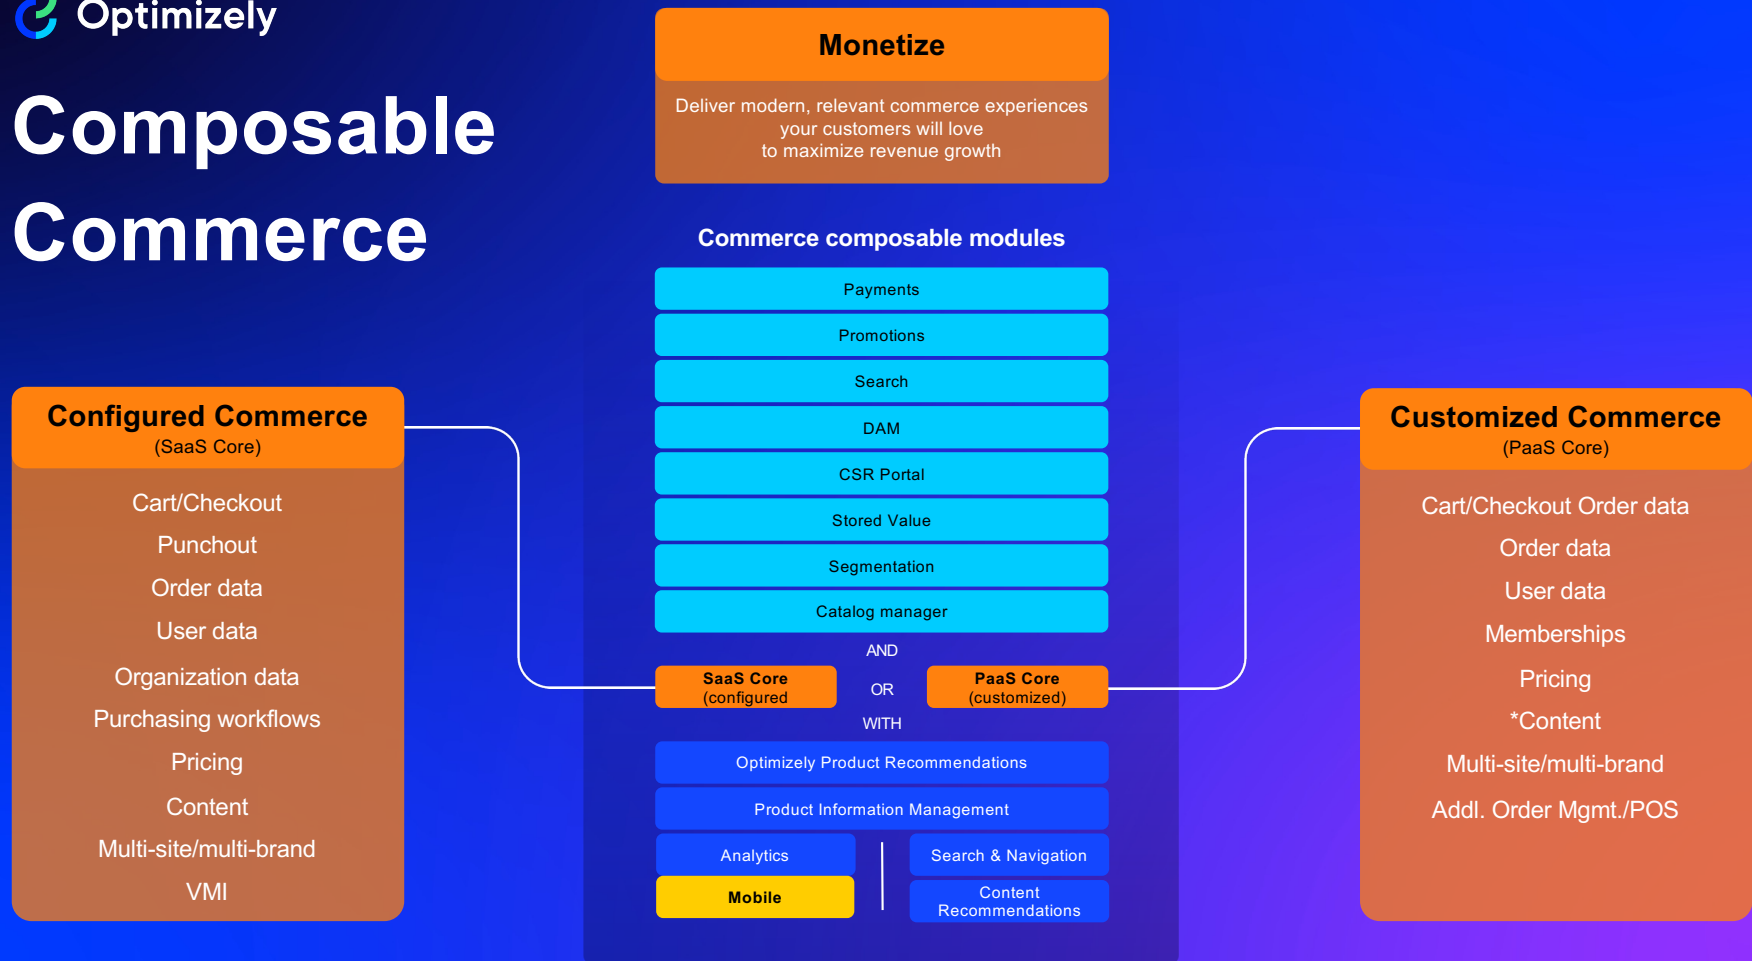 Optimizely
Composable
Commerce
Monetize
Deliver modern, relevant commerce experiences
your customers will love
to maximize revenue growth
Commerce composable modules
Payments
Promotions
Search
DAM
CSR Portal
Stored Value
Segmentation
Catalog manager
AND
SaaS Core
(configured
OR
PaaS Core
(customized)
WITH
Optimizely Product Recommendations
Product Information Management
Analytics
Mobile
Search & Navigation
Content
Recommendations
Configured Commerce
(SaaS Core)
Cart/Checkout
Punchout
Order data
User data
Organization data
Purchasing workflows
Pricing
Content
Multi-site/multi-brand
VMI
Customized Commerce
(PaaS Core)
Cart/Checkout Order data
Order data
User data
Memberships
Pricing
*Content
Multi-site/multi-brand
Addl. Order Mgmt./POS